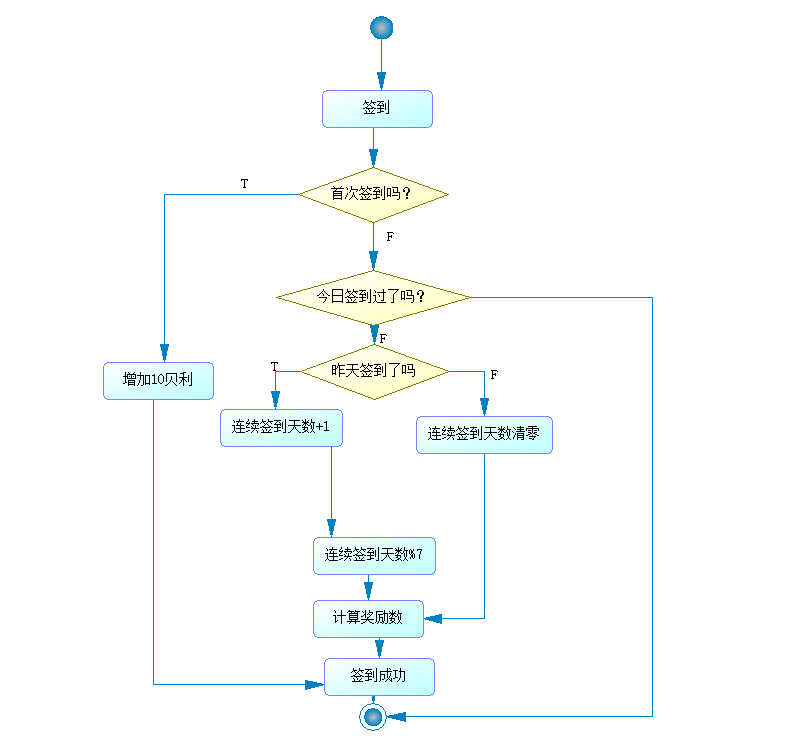 签到
T
首次签到吗?
F
今日签到过了吗?
F
T
昨天签到了吗
F
增加10贝利
连续签到天数+1
连续签到天数清零
连续签到天数%7
计算奖励数
签到成功